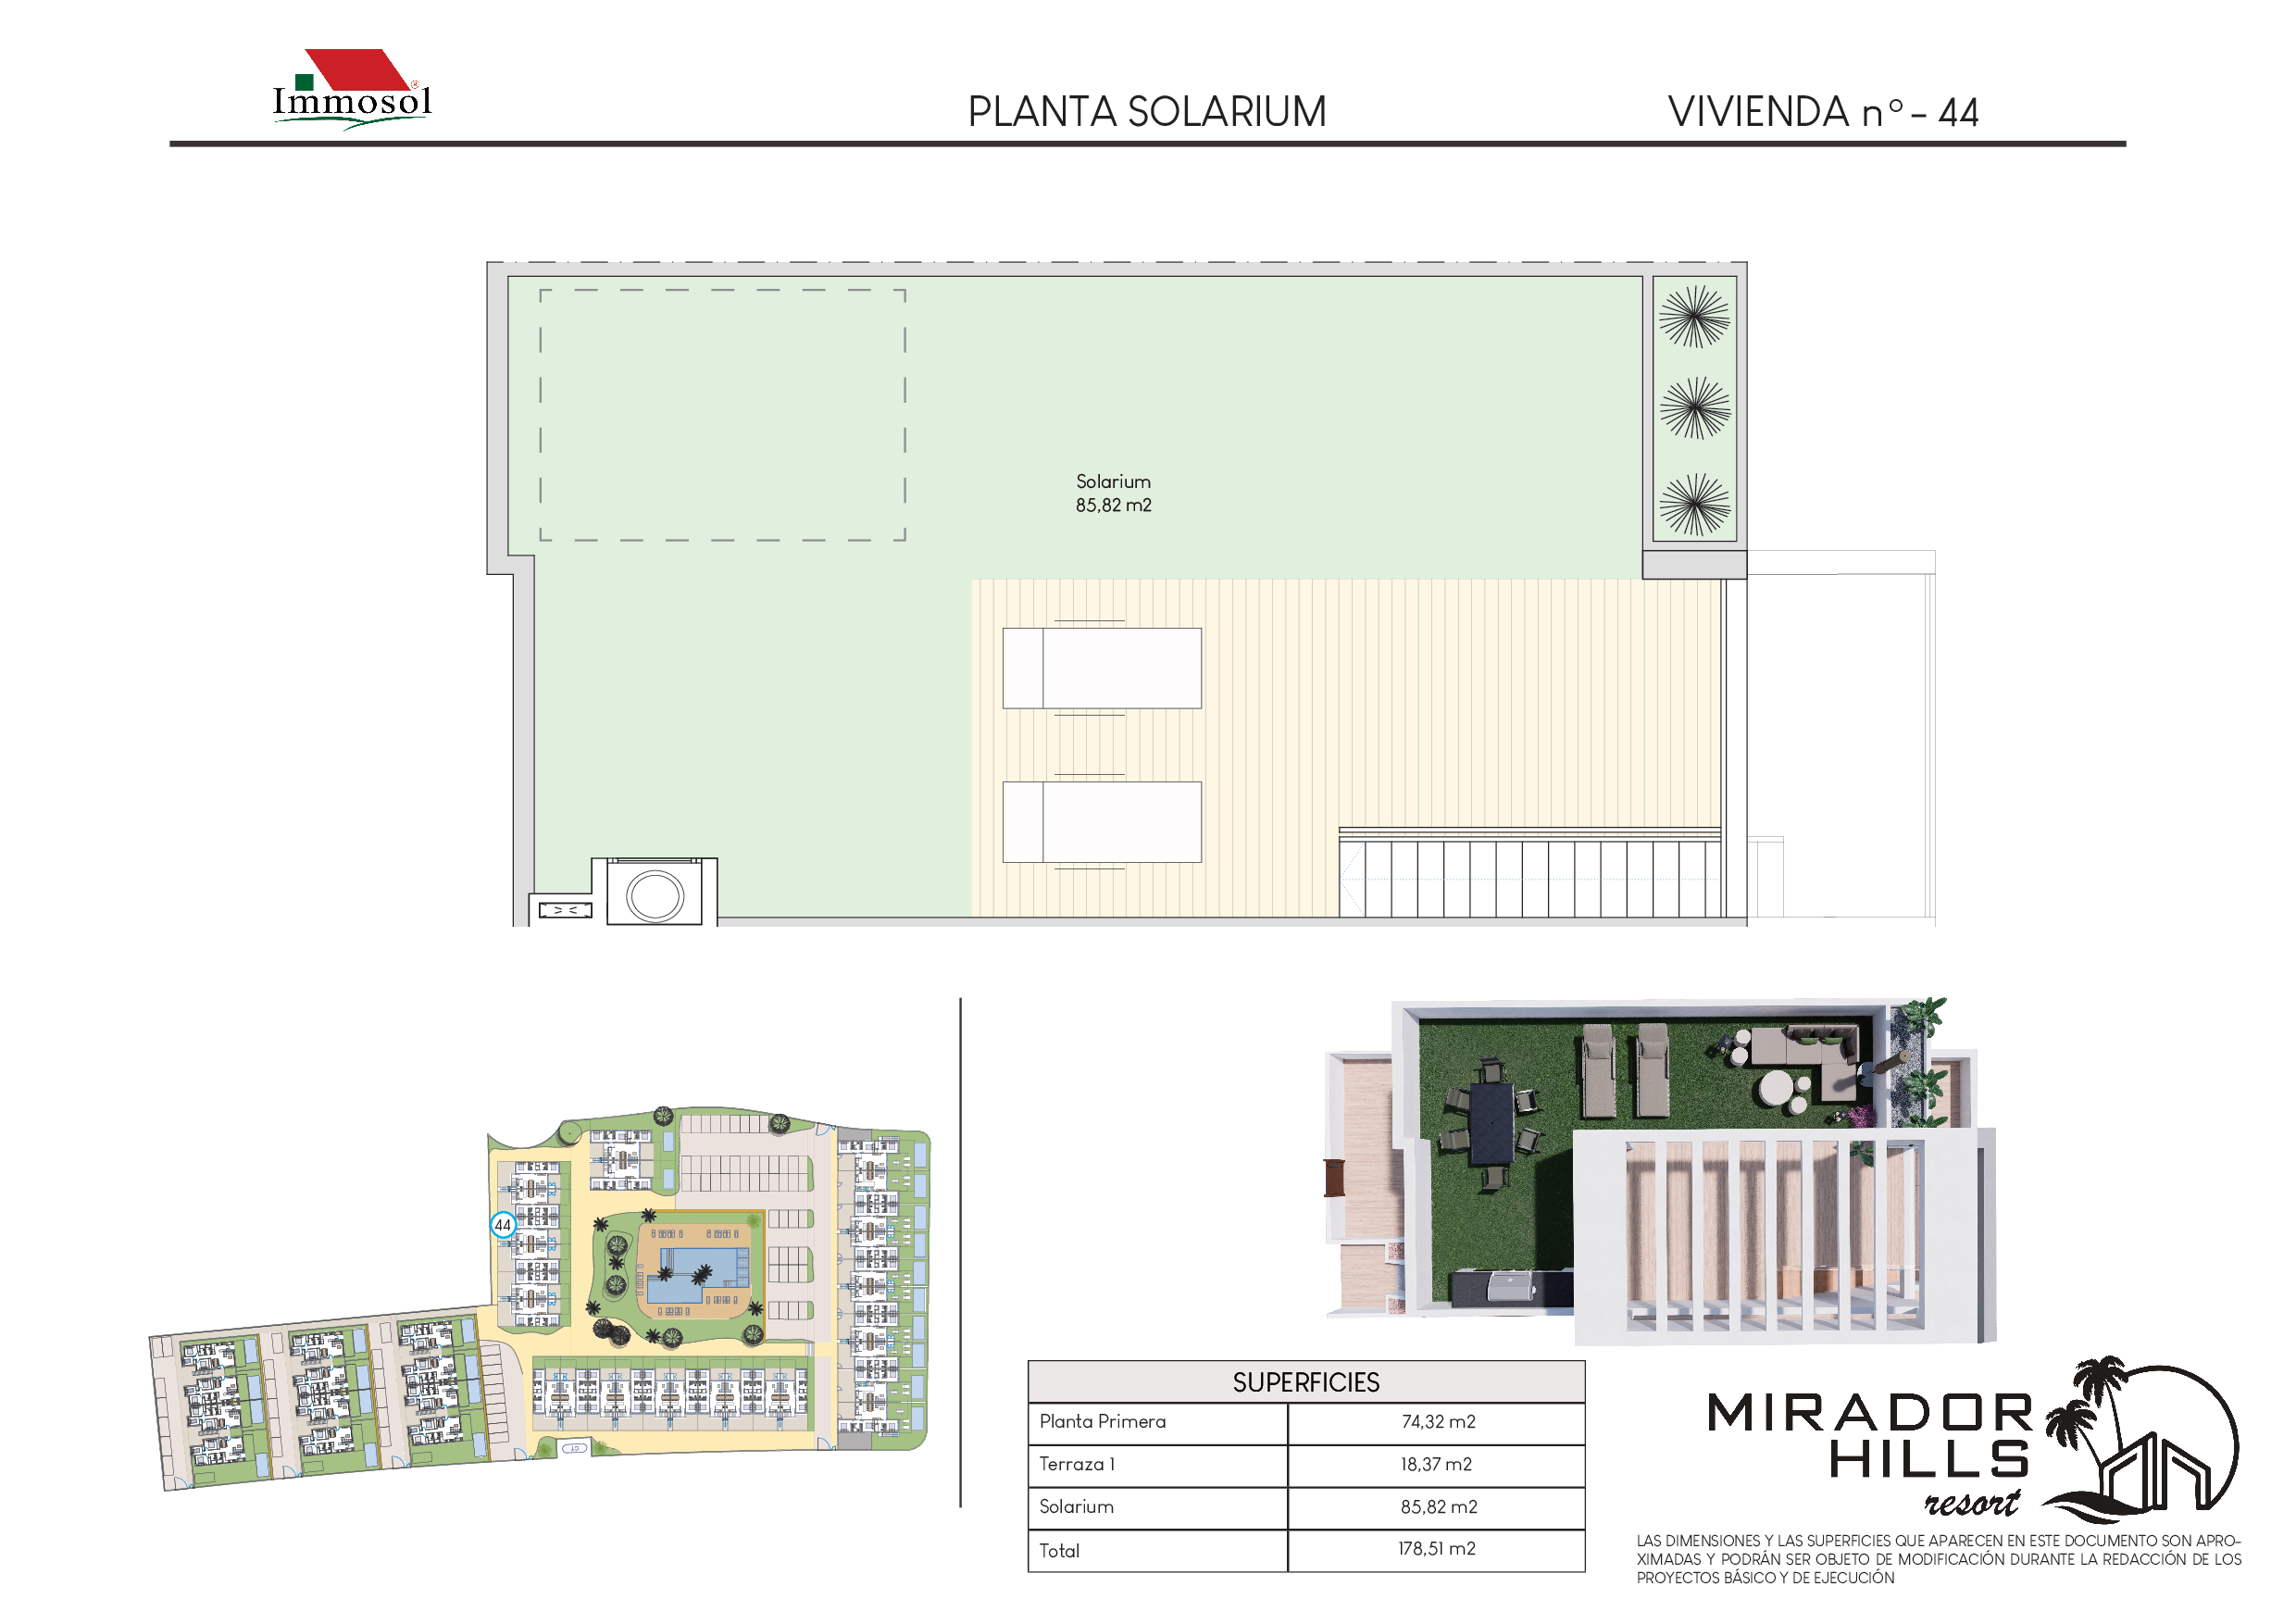 Immosol®
PLANTA SOLARIUM
VIVIENDA nº - 44
Solarium
85,82 m2
44
CT
SUPERFICIES
Planta Primera 74,32 m2
Terraza 1 18,37 m2
Solarium 85,82 m2
Total 178,51 m2
MIRADOR
HILLS
resort
LAS DIMENSIONES Y LAS SUPERFICIES QUE APARECEN EN ESTE DOCUMENTO SON APRO-
XIMADAS Y PODRÁN SER OBJETO DE MODIFICACIÓN DURANTE LA REDACCIÓN DE LOS
PROYECTOS BÁSICO Y DE EJECUCIÓN